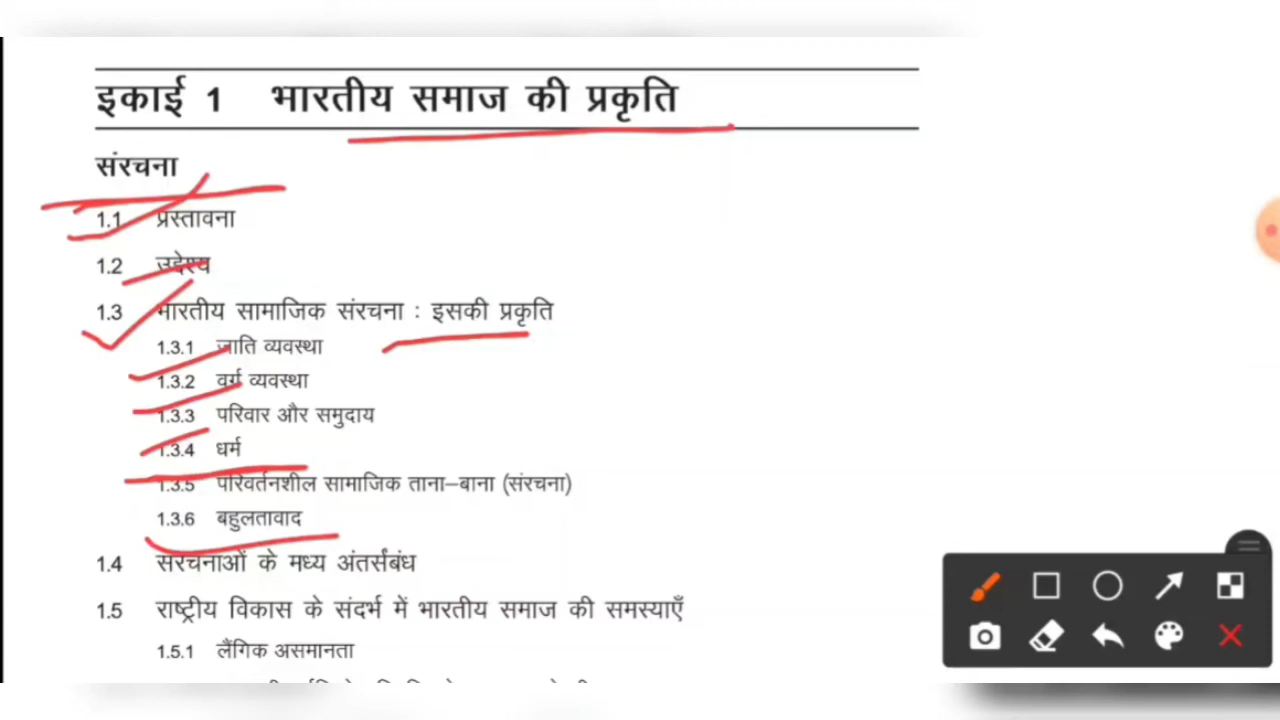 इकाई 1 भारतीय समाज की प्रकृति
संरचना
1.1 प्रस्तावना
1.2 उद्देश्य
1.3 भारतीय सामाजिक संरचना : इसकी प्रकृति
1.3.1 जाति व्यवस्था
1.3.2 वर्ग व्यवस्था
1.3.3 परिवार और समुदाय
1.3.4 धर्म
1.3.5 परिवर्तनशील सामाजिक ताना–बाना (संरचना)
1.3.6 बहुलतावाद
1.4 संरचनाओं के मध्य अंतर्संबंध
1.5 राष्ट्रीय विकास के संदर्भ में भारतीय समाज की समस्याएँ
1.5.1 लैंगिक असमानता